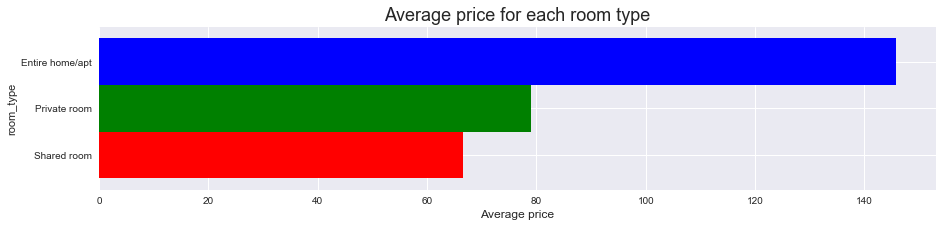 Average price for each room type
room_type
Entire home/apt
Private room
Shared room
0 20 40 60 80 100 120 140
Average price